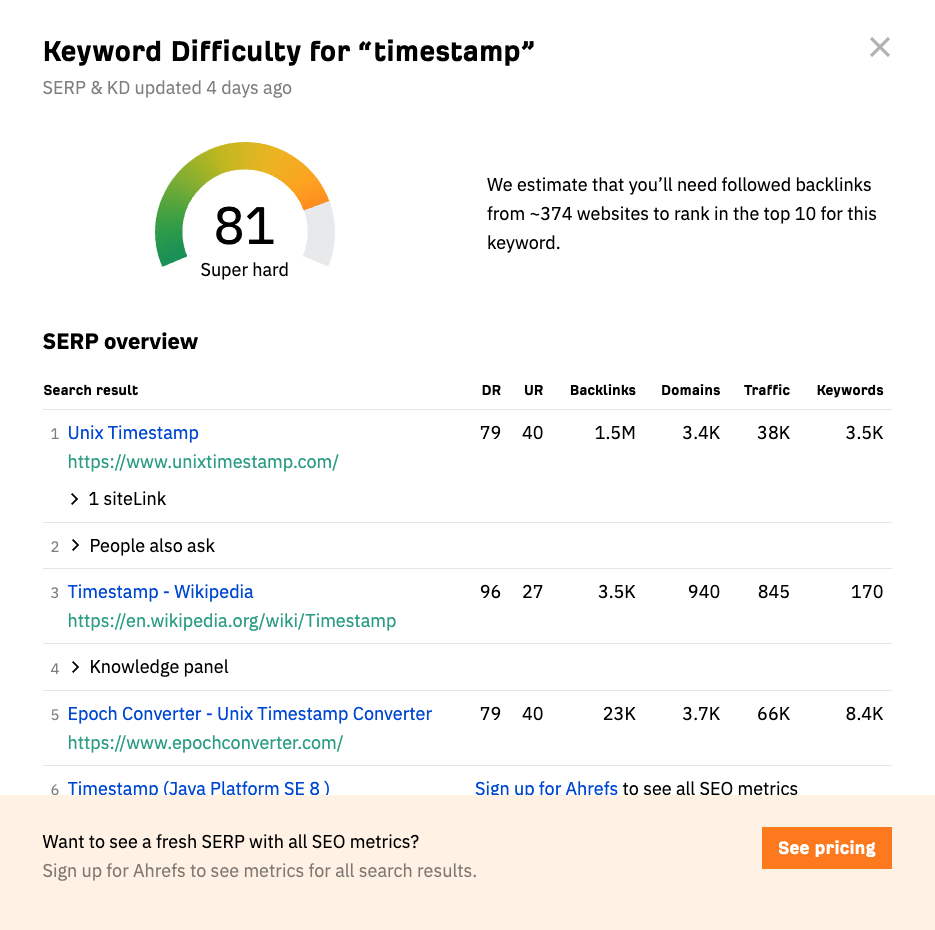 Keyword Difficulty for “timestamp”
SERP & KD updated 4 days ago
81
Super hard
We estimate that you’ll need followed backlinks
from ~374 websites to rank in the top 10 for this
keyword.
SERP overview
Search result DR UR Backlinks Domains Traffic Keywords
1 Unix Timestamp 79 40 1.5M 3.4K 38K 3.5K
https://www.unixtimestamp.com/
1 siteLink
2 People also ask
3 Timestamp - Wikipedia 96 27 3.5K 940 845 170
https://en.wikipedia.org/wiki/Timestamp
4 Knowledge panel
5 Epoch Converter - Unix Timestamp Converter 79 40 23K 3.7K 66K 8.4K
https://www.epochconverter.com/
6 Timestamp (Java Platform SE 8 ) Sign up for Ahrefs to see all SEO metrics
Want to see a fresh SERP with all SEO metrics?
Sign up for Ahrefs to see metrics for all search results.
See pricing